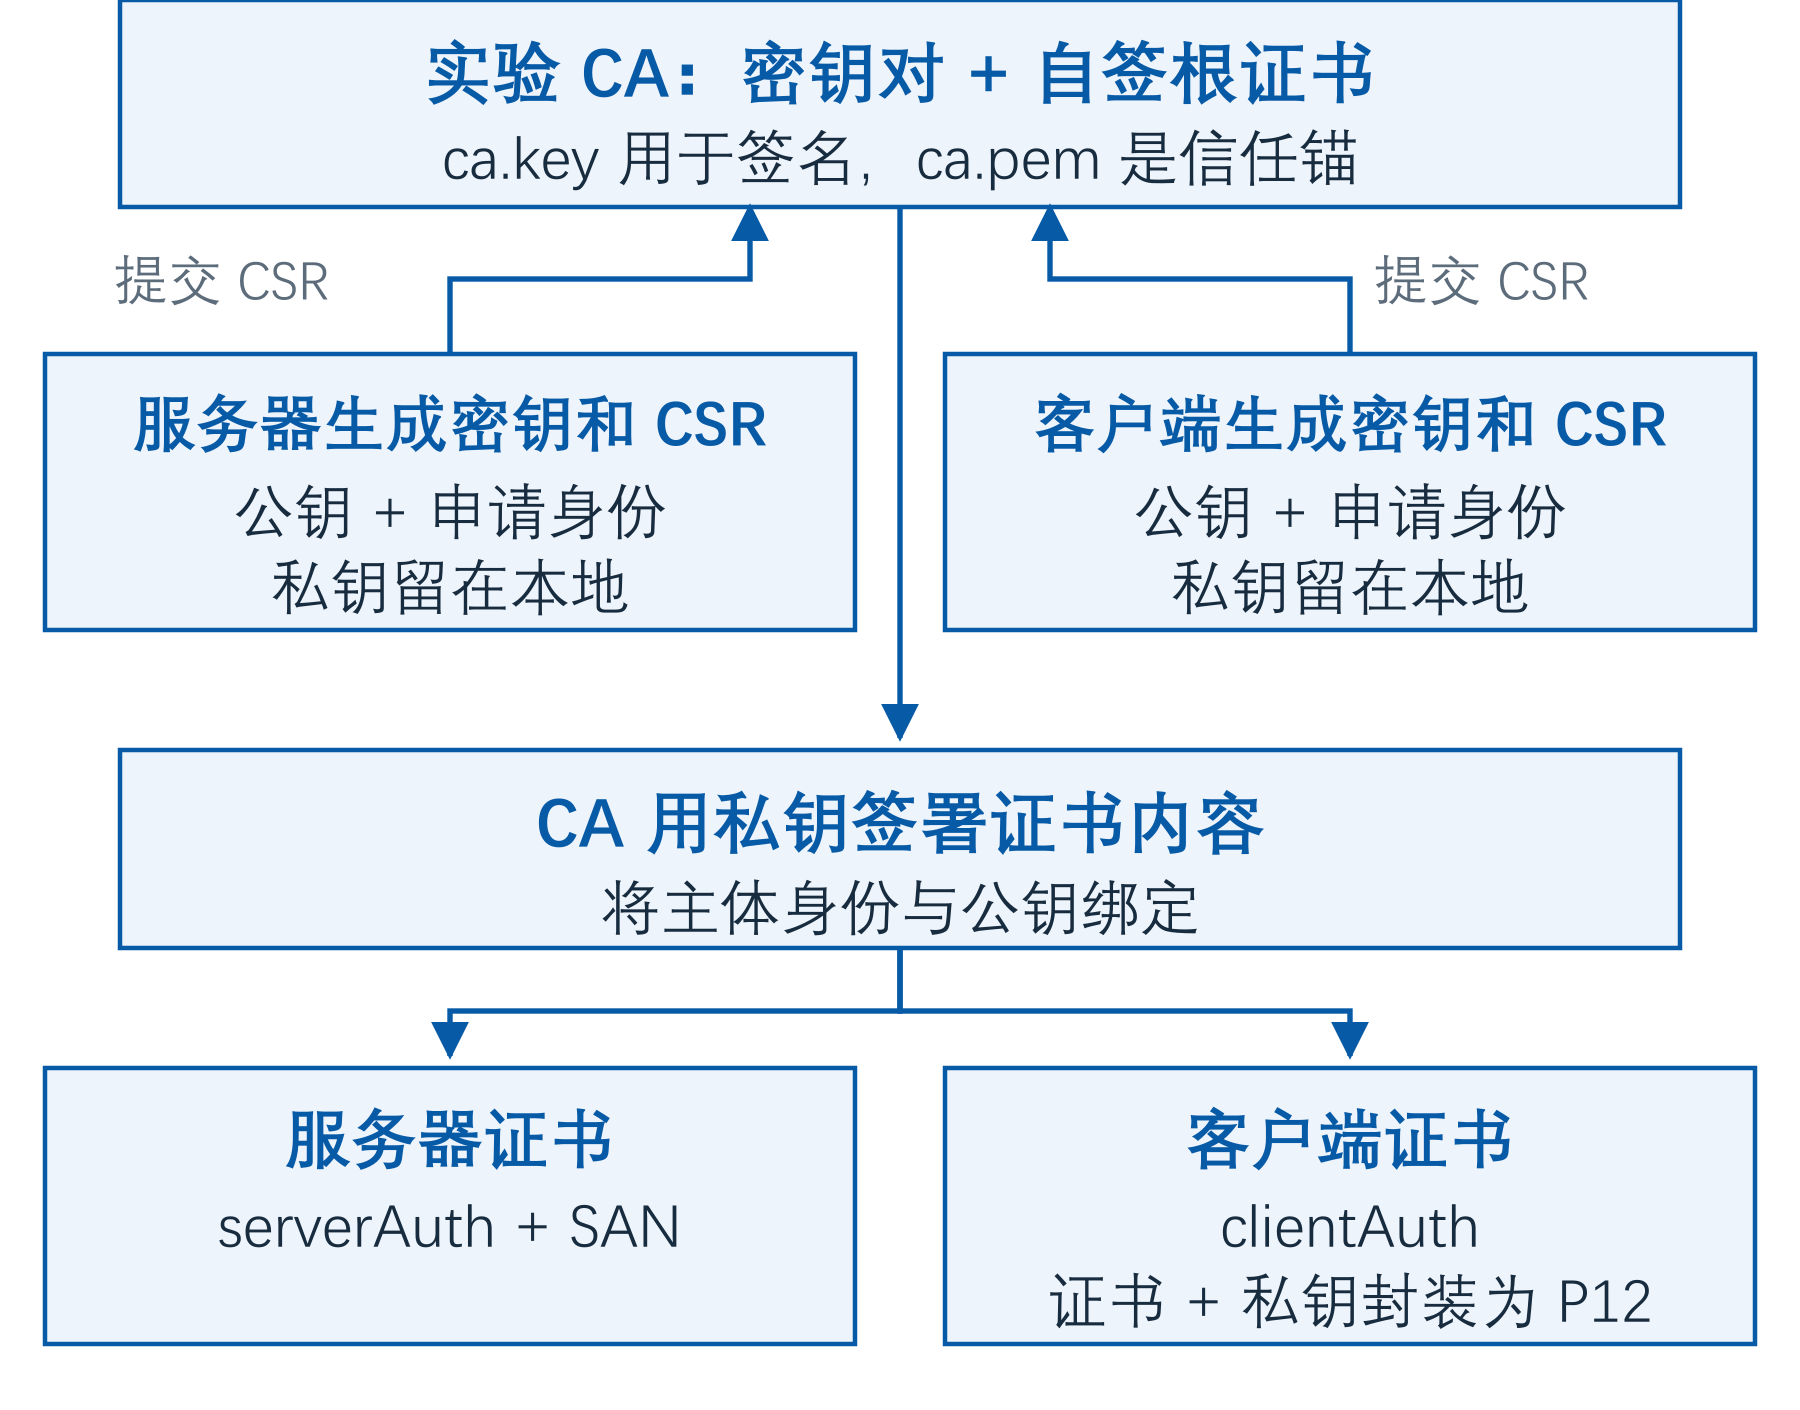 实验 CA：密钥对 + 自签根证书
ca.key 用于签名，ca.pem 是信任锚
提交 CSR
提交 CSR
服务器生成密钥和 CSR
公钥 + 申请身份
私钥留在本地
客户端生成密钥和 CSR
公钥 + 申请身份
私钥留在本地
CA 用私钥签署证书内容
将主体身份与公钥绑定
服务器证书
serverAuth + SAN
客户端证书
clientAuth
证书 + 私钥封装为 P12